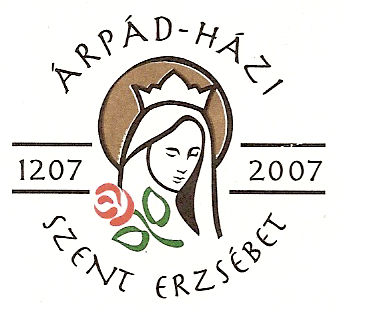 ÁRPÁD-HÁZI
1207 2007
SZENT ERZSÉBET